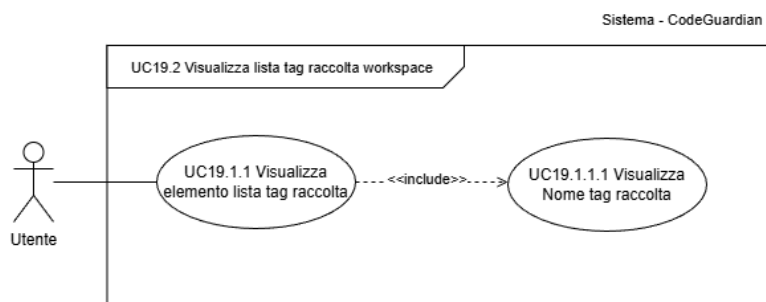 Sistema - CodeGuardian
UC19.2 Visualizza lista tag raccolta workspace
UC19.1.1 Visualizza
elemento lista tag raccolta
<<include>>
UC19.1.1.1 Visualizza
Nome tag raccolta
Utente